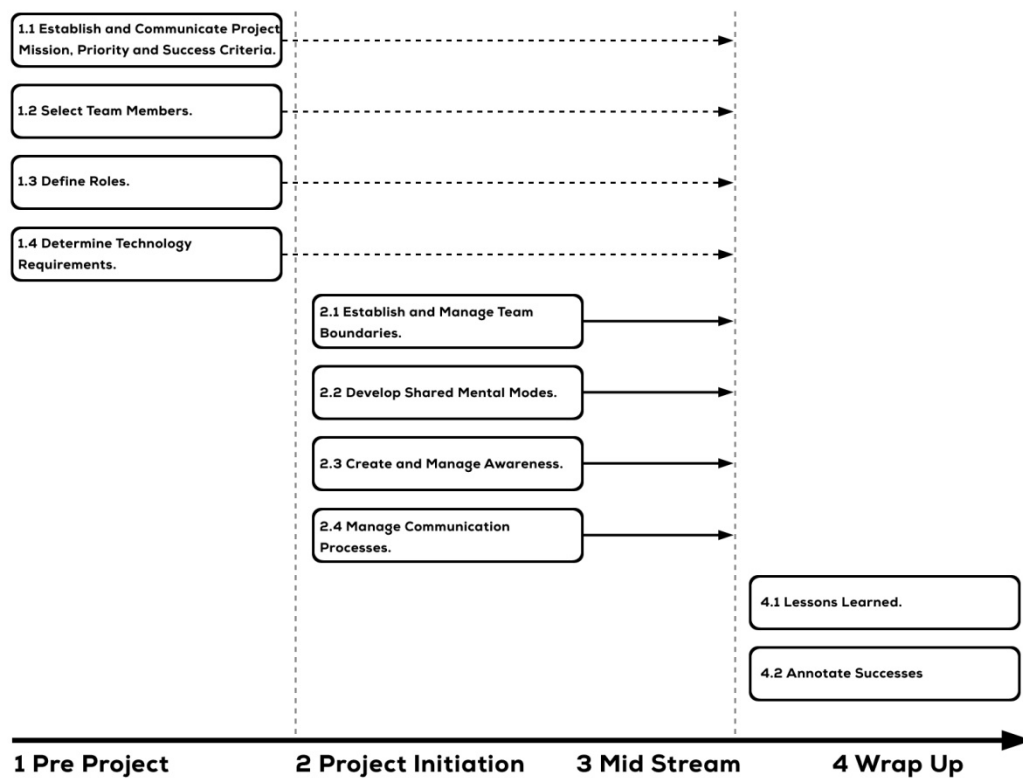 1.1 Establish and Communicate Project
Mission, Priority and Success Criteria.
1.2 Select Team Members.
1.3 Define Roles.
1.4 Determine Technology
Requirements.
2.1 Establish and Manage Team
Boundaries.
2.2 Develop Shared Mental Modes.
2.3 Create and Manage Awareness.
2.4 Manage Communication
Processes.
4.1 Lessons Learned.
4.2 Annotate Successes
1 Pre Project 2 Project Initiation 3 Mid Stream 4 Wrap Up